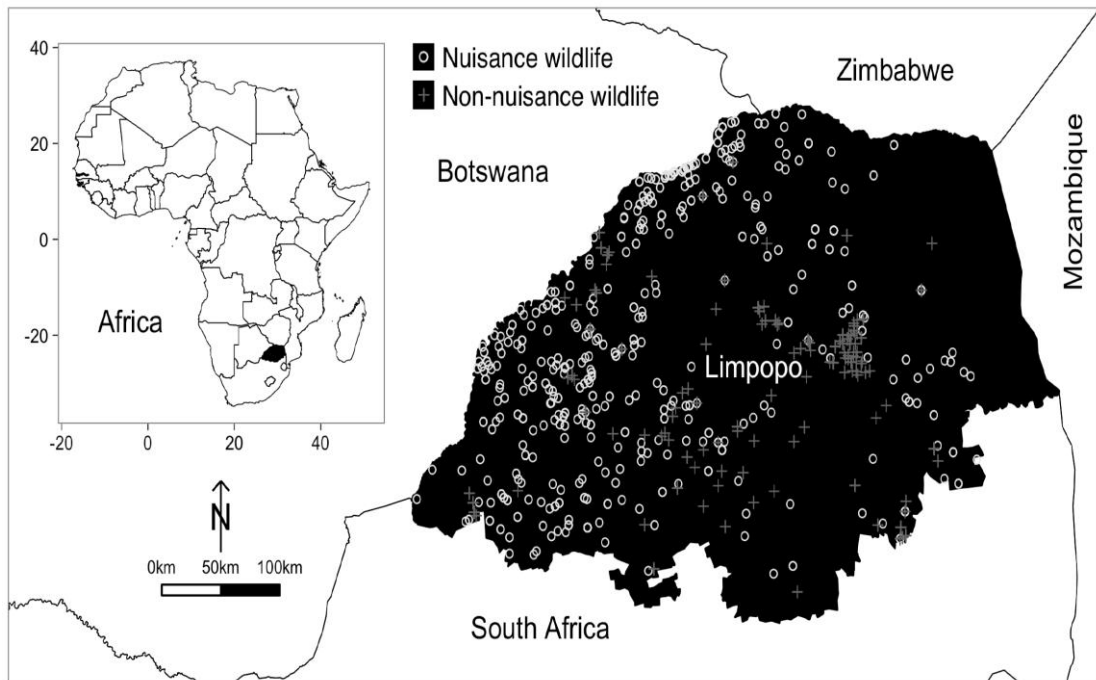 40
20
0
-20
-20
0
20
40
Africa
N
0km 50km 100km
Nuisance wildlife
Non-nuisance wildlife
Zimbabwe
Botswana
Mozambique
Limpopo
South Africa